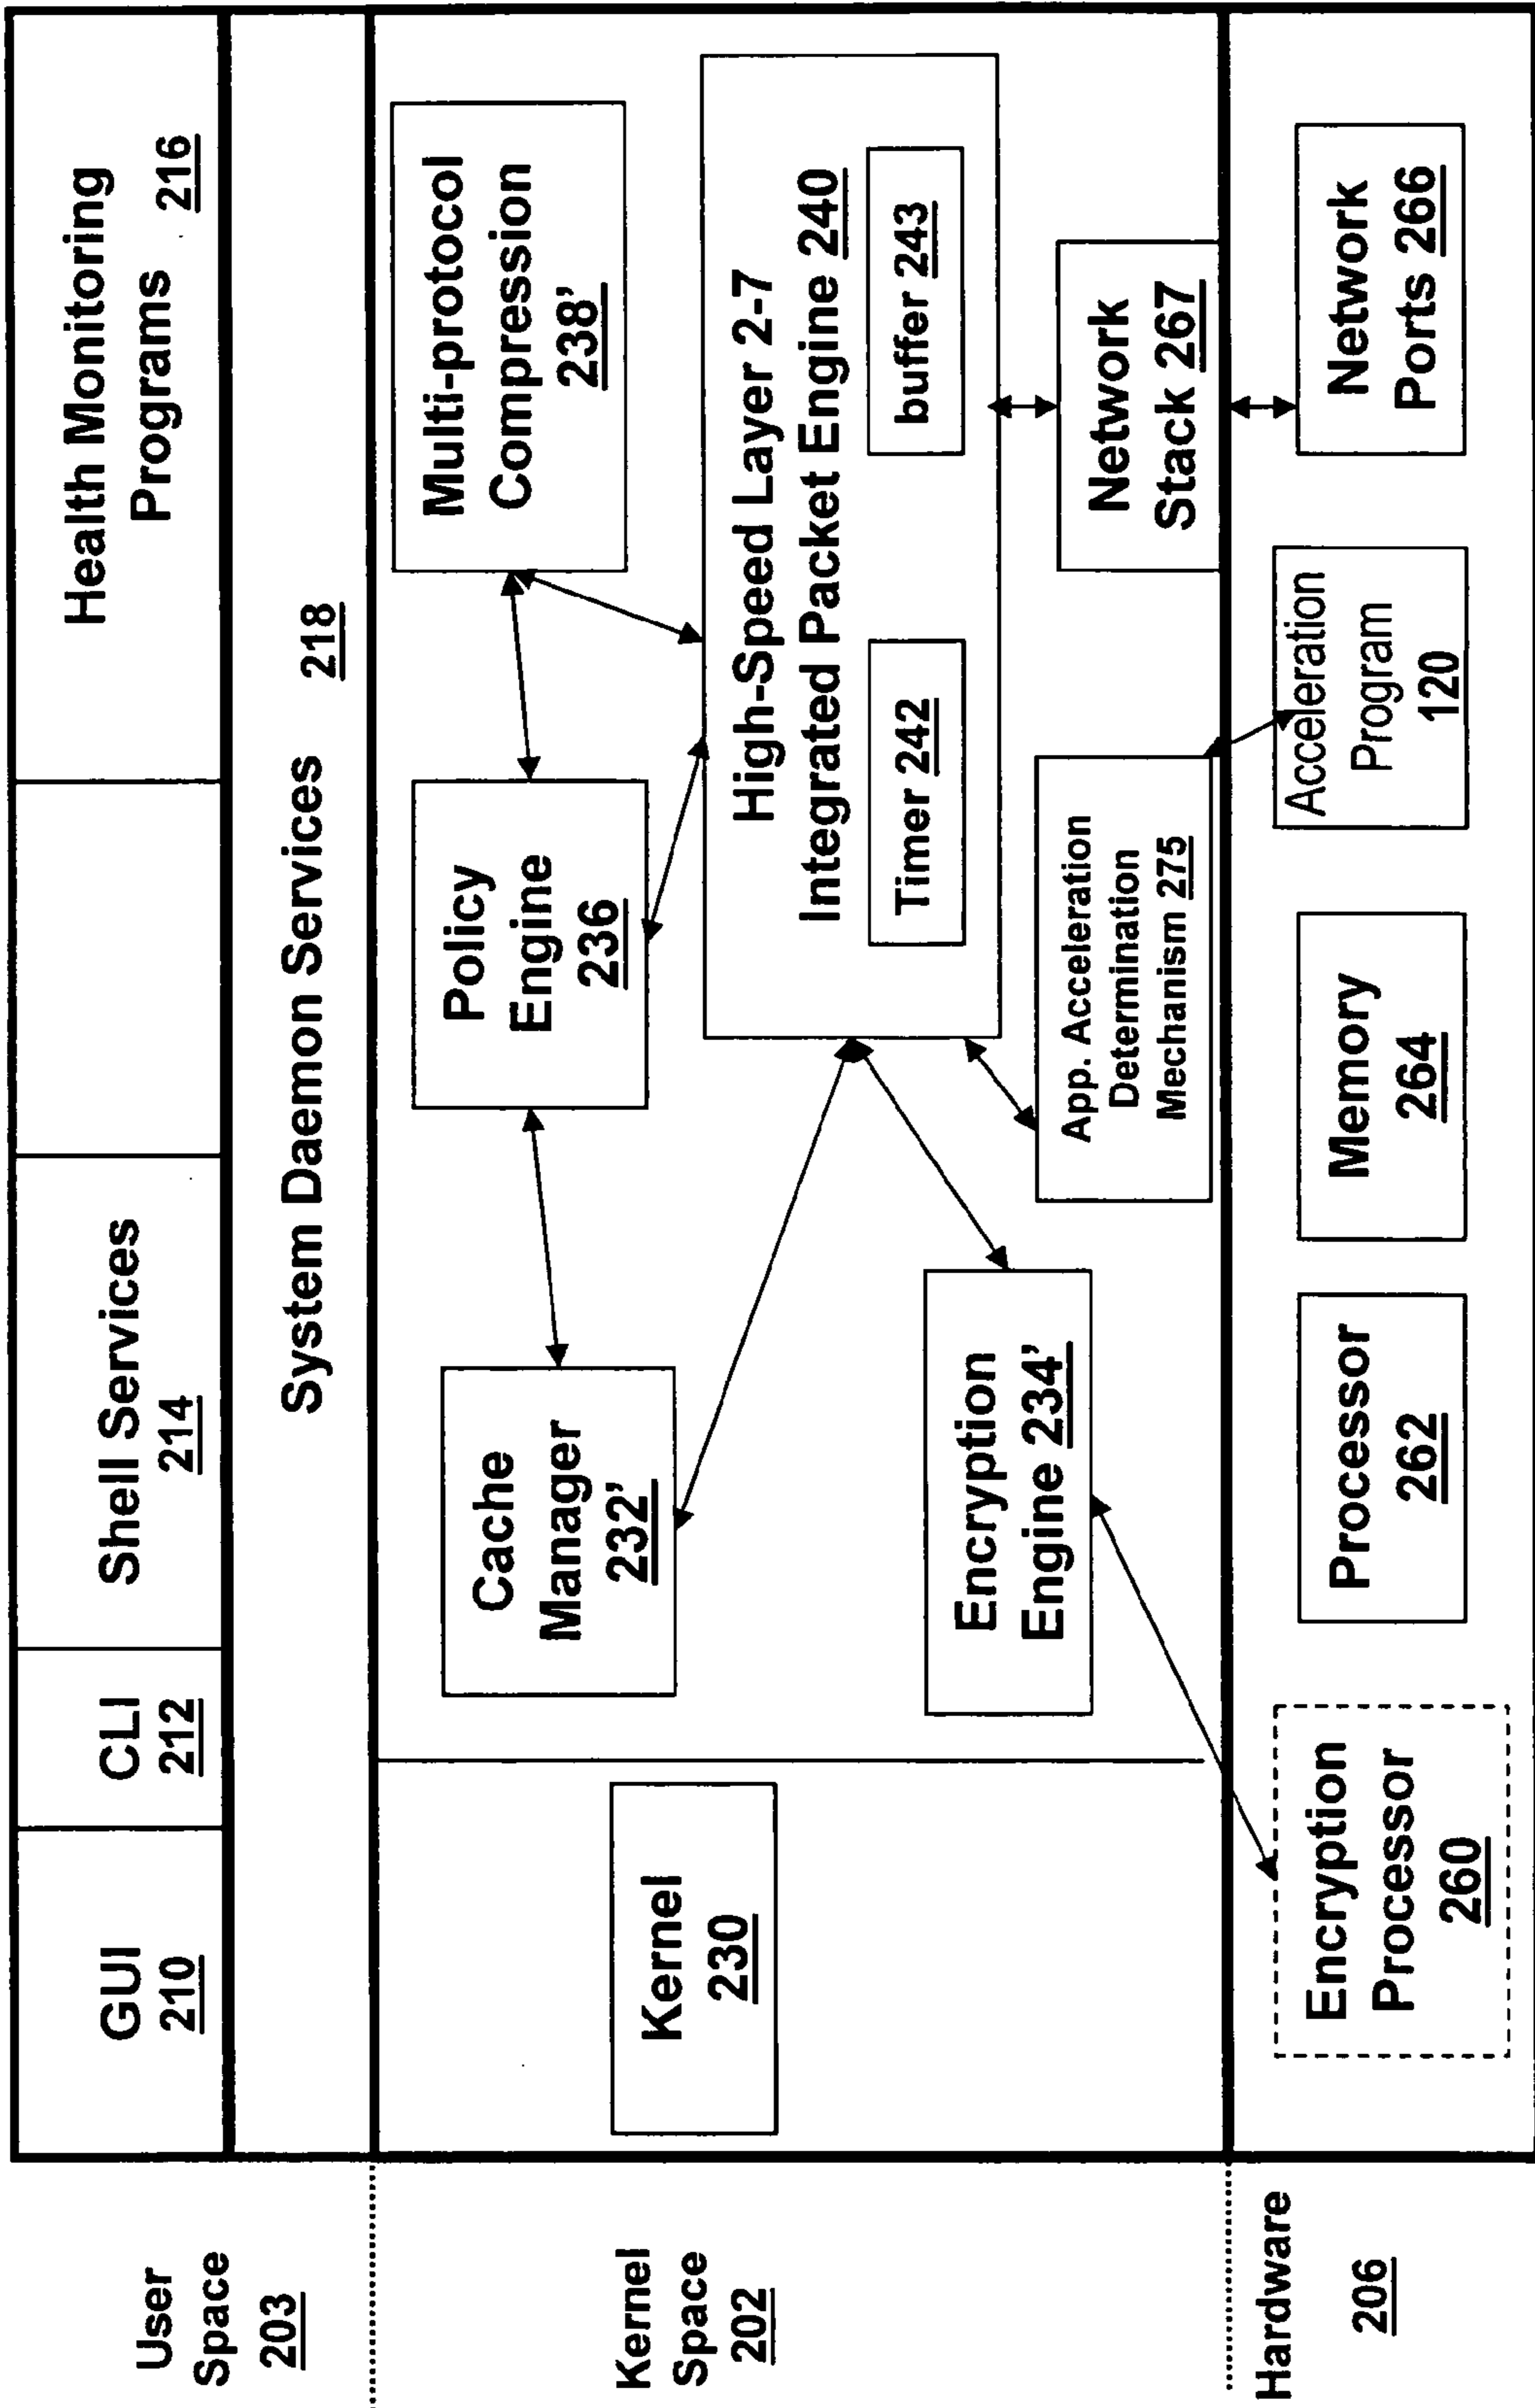 User
Space
203
GUI
210
CLI
212
Shell Services
214
Health Monitoring
Programs 216
System Daemon Services 218
Kernel
Space
202
Kernel
230
Cache
Manager
232'
Policy
Engine
236
Multi-protocol
Compression
238'
High-Speed Layer 2-7
Integrated Packet Engine 240
Timer 242
buffer 243
Encryption
Engine 234'
App. Acceleration
Determination
Mechanism 275
Network
Stack 267
Hardware
206
Encryption
Processor
260
Processor
262
Memory
264
Acceleration
Program
120
Network
Ports 266